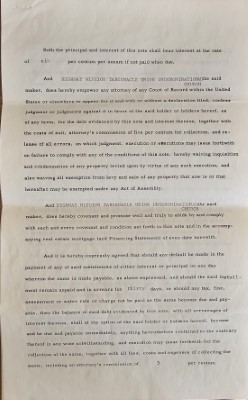 Both the principal and interest of this note shall bear interest at the rate
of six per centum per annum if not paid when due.
And HIGHWAY MISSION TABERNACLE UNION UNDENOMINATIONAL the said
CHURCH
maker, does hereby empower any attorney of any Court of Record within the United
States or elsewhere to appear for it and with or without a declaration filed, confess
judgment or judgments against it in favor of the said holder or holders hereof, as
of any term, for the debt evidenced by this note and interest thereon, together with
the costs of suit, attorney's commission of five per centum for collection, and re-
lease of all errors, on which judgment execution or executions may issue forthwith
on failure to comply with any of the conditions of this note, hereby waiving inquisition
and condemnation of any property levied upon by virtue of any such execution, and
also waiving all exemption from levy and sale of any property that now is or
hereafter may be exempted under any Act of Assembly.
And HIGHWAY MISSION TABERNACLE UNION UNDENOMINATIONAL the said
CHURCH
maker, does hereby covenant and promise well and truly to abide by and comply
with each and every covenant and condition set forth in this note and in the accom-
panying real estate mortgage and Financing Statements of even date herewith.
And it is hereby expressly agreed that should any default be made in the
payment of any of said installments of either interest or principal to on the
whereon the same is made payable, as above expressed, and should the said install-
ment remain unpaid and in arrears for THIRTY days, or should any tax, fine,
assessment or water rate or charge not be paid as the same become due and pay-
able, then the balance of said debt evidenced by this note, with all arrearages of
interest thereon, shall at the option of the said holder or holders hereof, become
and be due and payable immediately, anything hereinbefore contained to the contrary
thereof in any wise notwithstanding, and execution may issue forthwith for the
collection of the same, together with all fees, costs and expenses of collecting the
same, including an attorney's commission of 5 per centum.